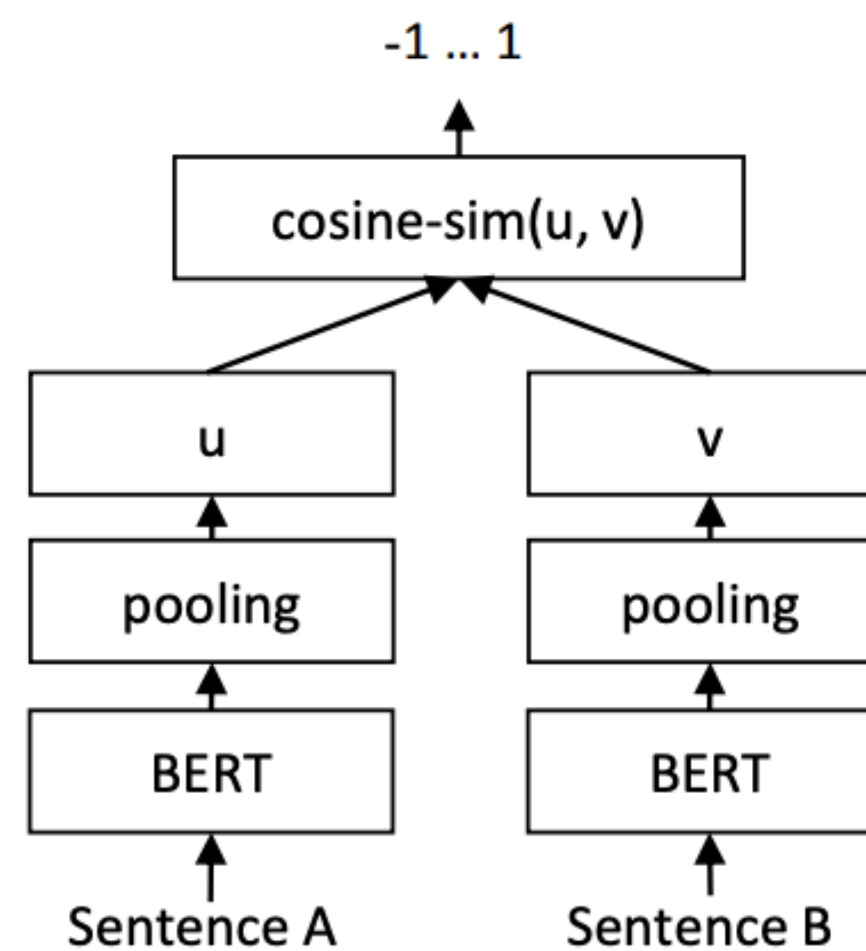 -1 ... 1
cosine-sim(u, v)
u v
pooling pooling
BERT BERT
Sentence A Sentence B